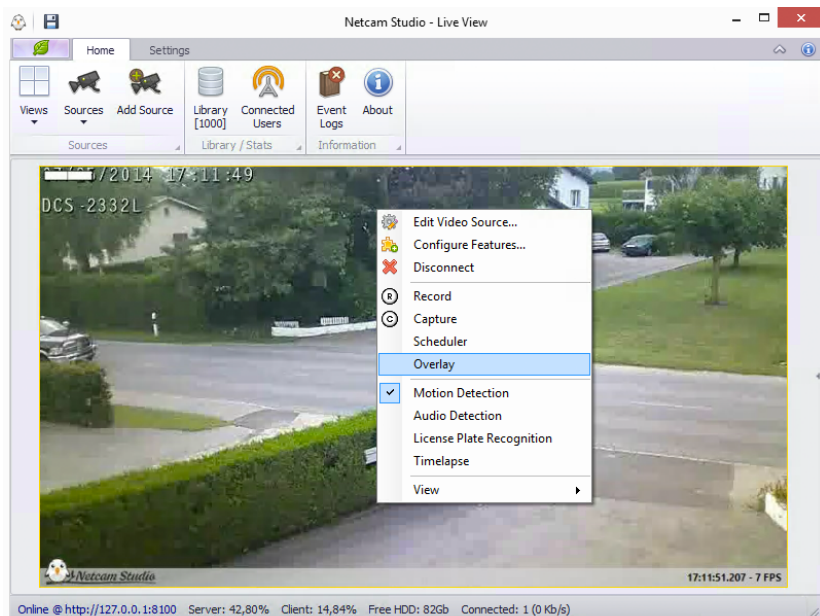 Netcam Studio - Live View
Home Settings
Views Sources Add Source Library [1000] Connected Users Event Logs About
Sources Library / Stats Information
/2014 17:11:49
DCS-2332L
Edit Video Source...
Configure Features...
Disconnect
R Record
C Capture
Scheduler
Overlay
Motion Detection
Audio Detection
License Plate Recognition
Timelapse
View
Netcam Studio
17:11:51.207 - 7 FPS
Online @ http://127.0.0.1:8100 Server: 42,80% Client: 14,84% Free HDD: 82Gb Connected: 1 (0 Kb/s)